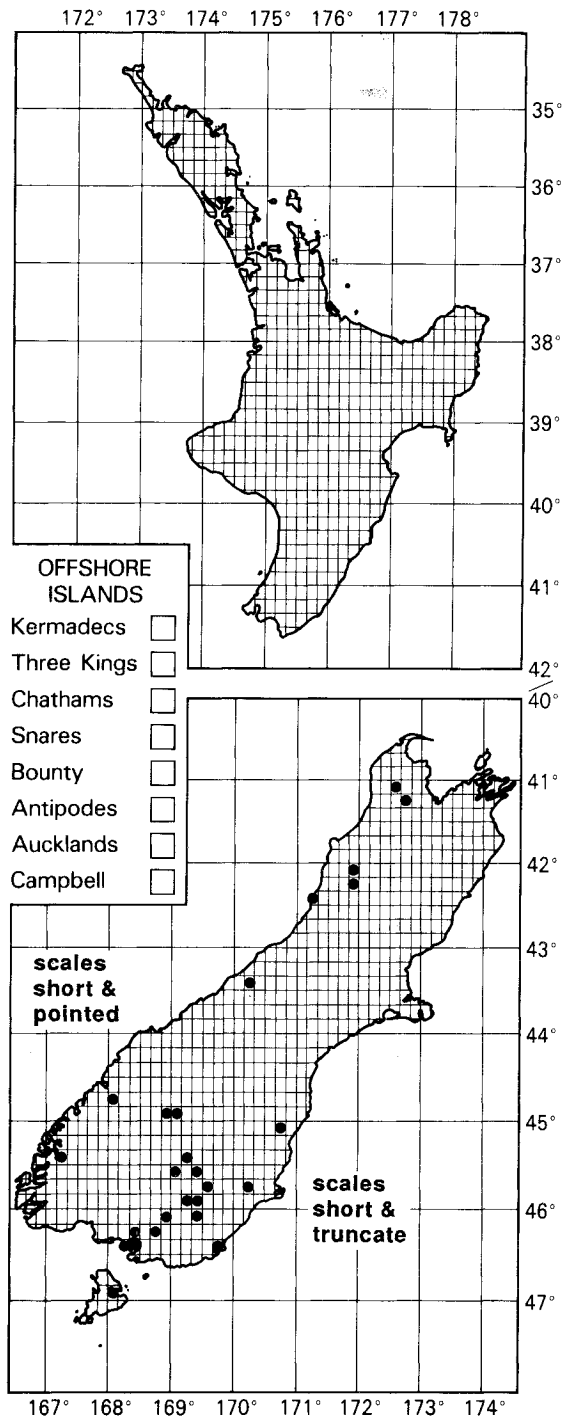 172° 173° 174° 175° 176° 177° 178°
35°
36°
37°
38°
39°
40°
41°
42°
OFFSHORE
ISLANDS
Kermadecs
Three Kings
Chathams
Snares
Bounty
Antipodes
Aucklands
Campbell
40°
41°
42°
43°
44°
45°
46°
47°
scales
short &
pointed
scales
short &
truncate
167° 168° 169° 170° 171° 172° 173° 174°